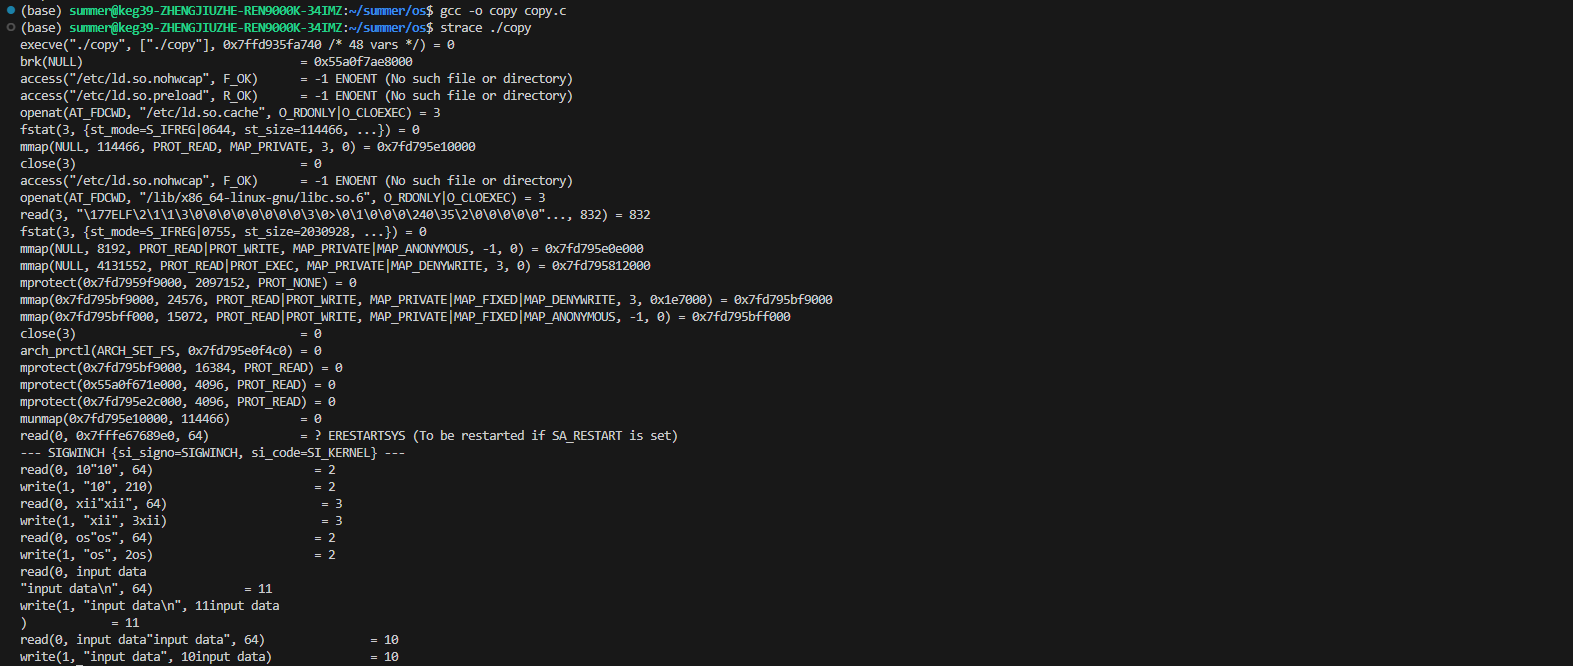 (base) summer@keg39-ZHENGJIUZHE-REN9000K-34IMZ:~/summer/os$ gcc -o copy copy.c
(base) summer@keg39-ZHENGJIUZHE-REN9000K-34IMZ:~/summer/os$ strace ./copy
execve("./copy", ["./copy"], 0x7ffd935fa740 /* 48 vars */) = 0
brk(NULL)                               = 0x55a0f7ae8000
access("/etc/ld.so.nohwcap", F_OK)      = -1 ENOENT (No such file or directory)
access("/etc/ld.so.preload", R_OK)      = -1 ENOENT (No such file or directory)
openat(AT_FDCWD, "/etc/ld.so.cache", O_RDONLY|O_CLOEXEC) = 3
fstat(3, {st_mode=S_IFREG|0644, st_size=114466, ...}) = 0
mmap(NULL, 114466, PROT_READ, MAP_PRIVATE, 3, 0) = 0x7fd795e10000
close(3)                                = 0
access("/etc/ld.so.nohwcap", F_OK)      = -1 ENOENT (No such file or directory)
openat(AT_FDCWD, "/lib/x86_64-linux-gnu/libc.so.6", O_RDONLY|O_CLOEXEC) = 3
read(3, "\177ELF\2\1\1\3\0\0\0\0\0\0\0\0\3\0>\0\1\0\0\0\240\35\2\0\0\0\0\0"..., 832) = 832
fstat(3, {st_mode=S_IFREG|0755, st_size=2030928, ...}) = 0
mmap(NULL, 8192, PROT_READ|PROT_WRITE, MAP_PRIVATE|MAP_ANONYMOUS, -1, 0) = 0x7fd795e0e000
mmap(NULL, 4131552, PROT_READ|PROT_EXEC, MAP_PRIVATE|MAP_DENYWRITE, 3, 0) = 0x7fd795812000
mprotect(0x7fd7959f9000, 2097152, PROT_NONE) = 0
mmap(0x7fd795bf9000, 24576, PROT_READ|PROT_WRITE, MAP_PRIVATE|MAP_FIXED|MAP_DENYWRITE, 3, 0x1e7000) = 0x7fd795bf9000
mmap(0x7fd795bff000, 15072, PROT_READ|PROT_WRITE, MAP_PRIVATE|MAP_FIXED|MAP_ANONYMOUS, -1, 0) = 0x7fd795bff000
close(3)                                = 0
arch_prctl(ARCH_SET_FS, 0x7fd795e0f4c0) = 0
mprotect(0x7fd795bf9000, 16384, PROT_READ) = 0
mprotect(0x55a0f671e000, 4096, PROT_READ) = 0
mprotect(0x7fd795e2c000, 4096, PROT_READ) = 0
munmap(0x7fd795e10000, 114466)          = 0
read(0, 0x7fffe67689e0, 64)             = ? ERESTARTSYS (To be restarted if SA_RESTART is set)
--- SIGWINCH {si_signo=SIGWINCH, si_code=SI_KERNEL} ---
read(0, 10"10", 64)                       = 2
write(1, "10", 210)                       = 2
read(0, xii"xii", 64)                      = 3
write(1, "xii", 3xii)                      = 3
read(0, os"os", 64)                       = 2
write(1, "os", 2os)                       = 2
read(0, input data
"input data\n", 64)             = 11
write(1, "input data\n", 11input data
)            = 11
read(0, input data"input data", 64)               = 10
write(1, "input data", 10input data)              = 10